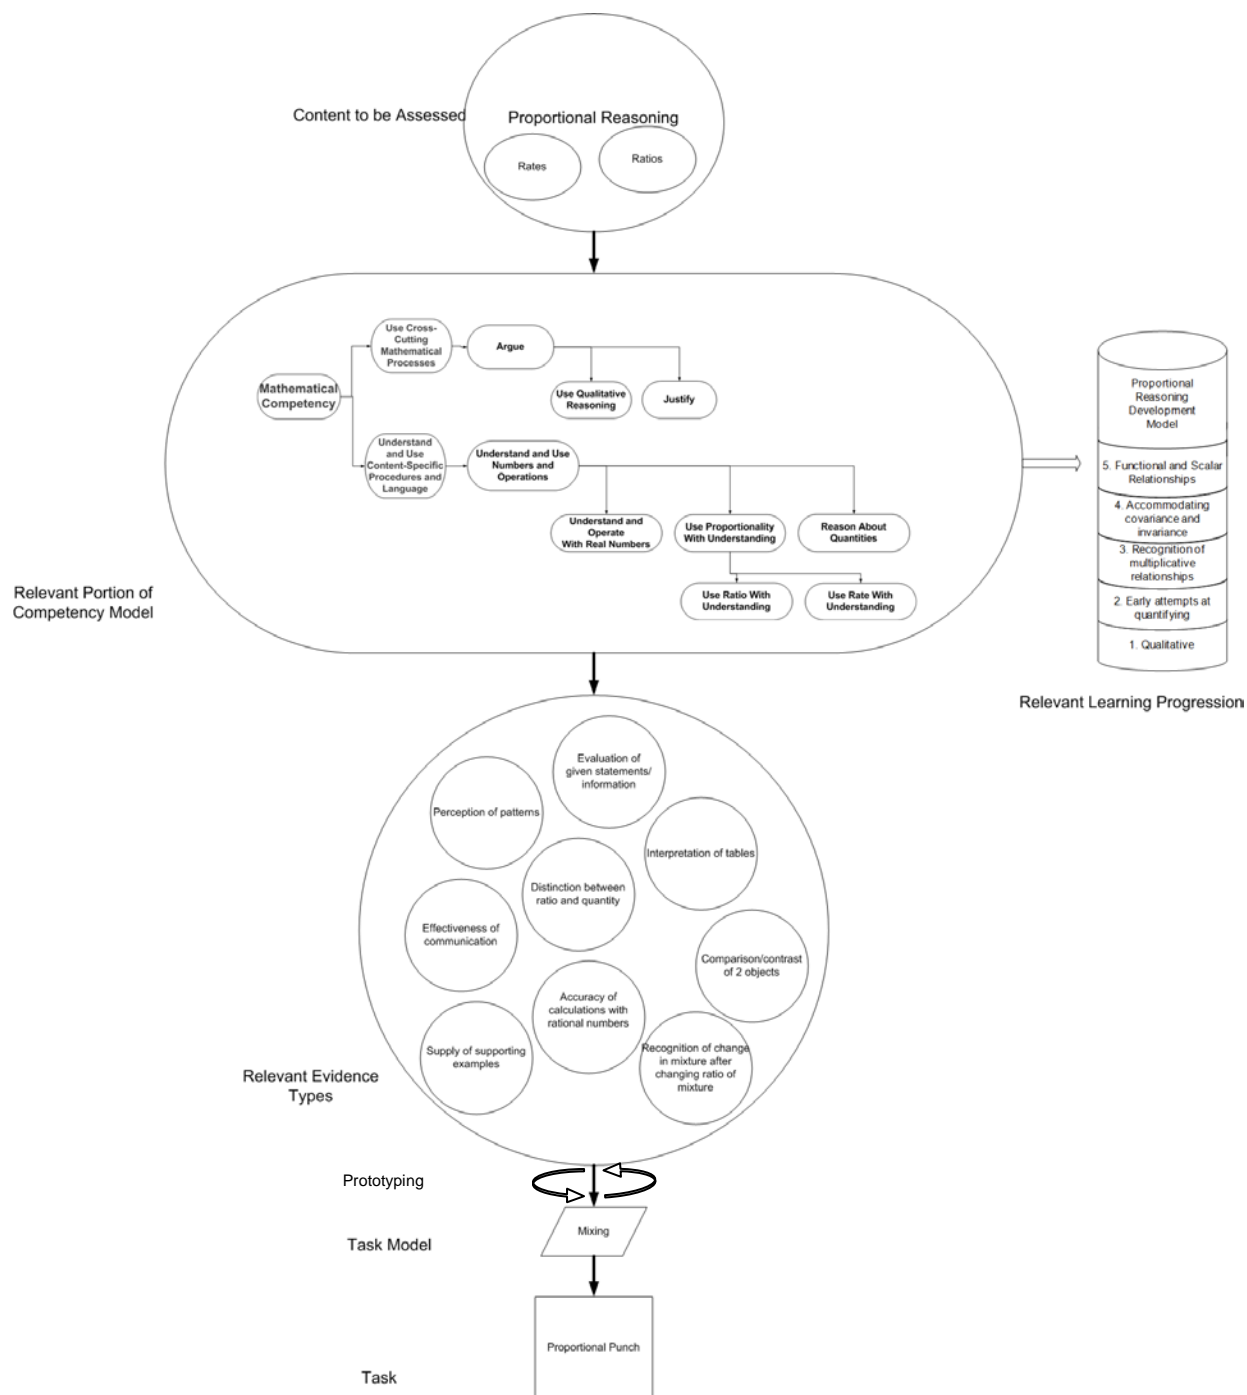 Content to be Assessed
Proportional Reasoning
Rates
Ratios
Use Cross-
Cutting
Mathematical
Processes
Argue
Mathematical
Competency
Use Qualitative
Reasoning
Justify
Understand
and Use
Content-Specific
Procedures and
Language
Understand and Use
Numbers and
Operations
Understand and
Operate
With Real Numbers
Use Proportionality
With Understanding
Reason About
Quantities
Use Ratio With
Understanding
Use Rate With
Understanding
Relevant Portion of
Competency Model
Proportional
Reasoning
Development
Model
5. Functional and Scalar
Relationships
4. Accommodating
covariance and
invariance
3. Recognition of
multiplicative
relationships
2. Early attempts at
quantifying
1. Qualitative
Relevant Learning Progression
Evaluation of
given statements/
information
Perception of patterns
Interpretation of tables
Distinction between
ratio and quantity
Effectiveness of
communication
Comparison/contrast
of 2 objects
Accuracy of
calculations with
rational numbers
Supply of supporting
examples
Recognition of change
in mixture after
changing ratio of
mixture
Relevant Evidence
Types
Prototyping
Mixing
Task Model
Proportional Punch
Task